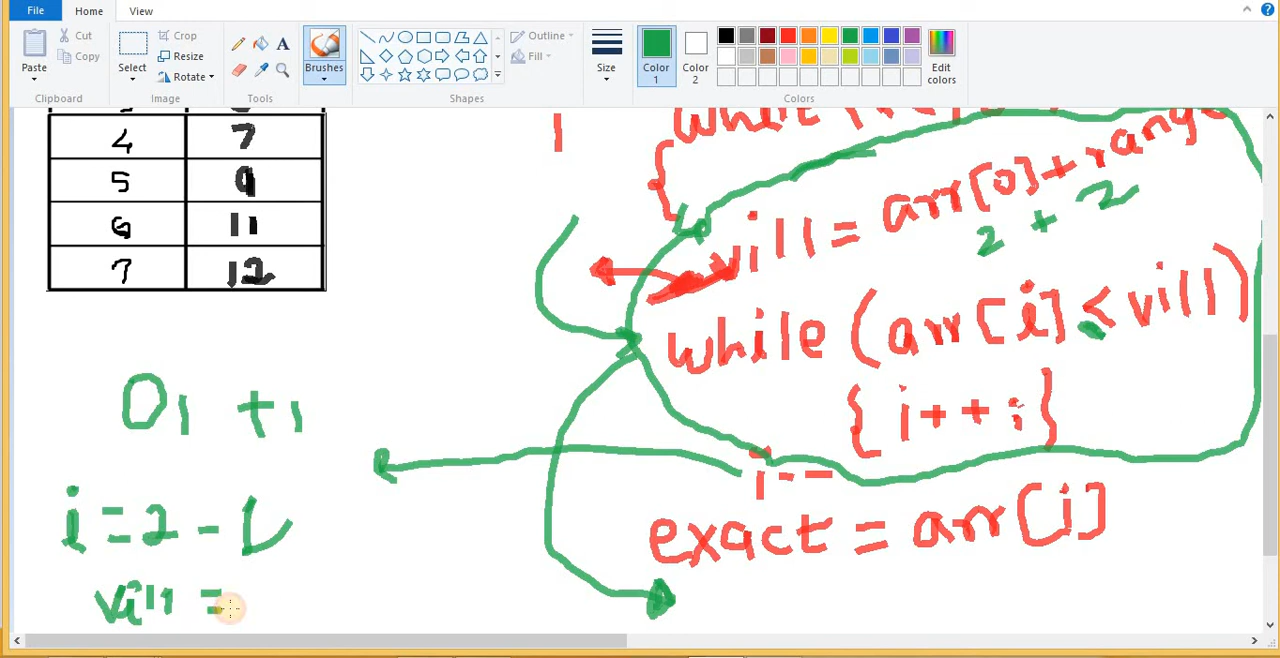 File Home View
Paste Cut Copy Clipboard
Select Crop Resize Rotate Image
Tools
Brushes
Shapes Outline Fill
Size
Color 1 Color 2 Edit colors Colors
4 7
5 9
6 11
7 12
1
while
vill = arr[0] + range
2 + 2
while (arr[i] < vill)
{ i++; }
i--
exact = arr[i]
01 +1
i = 2 -
vill =